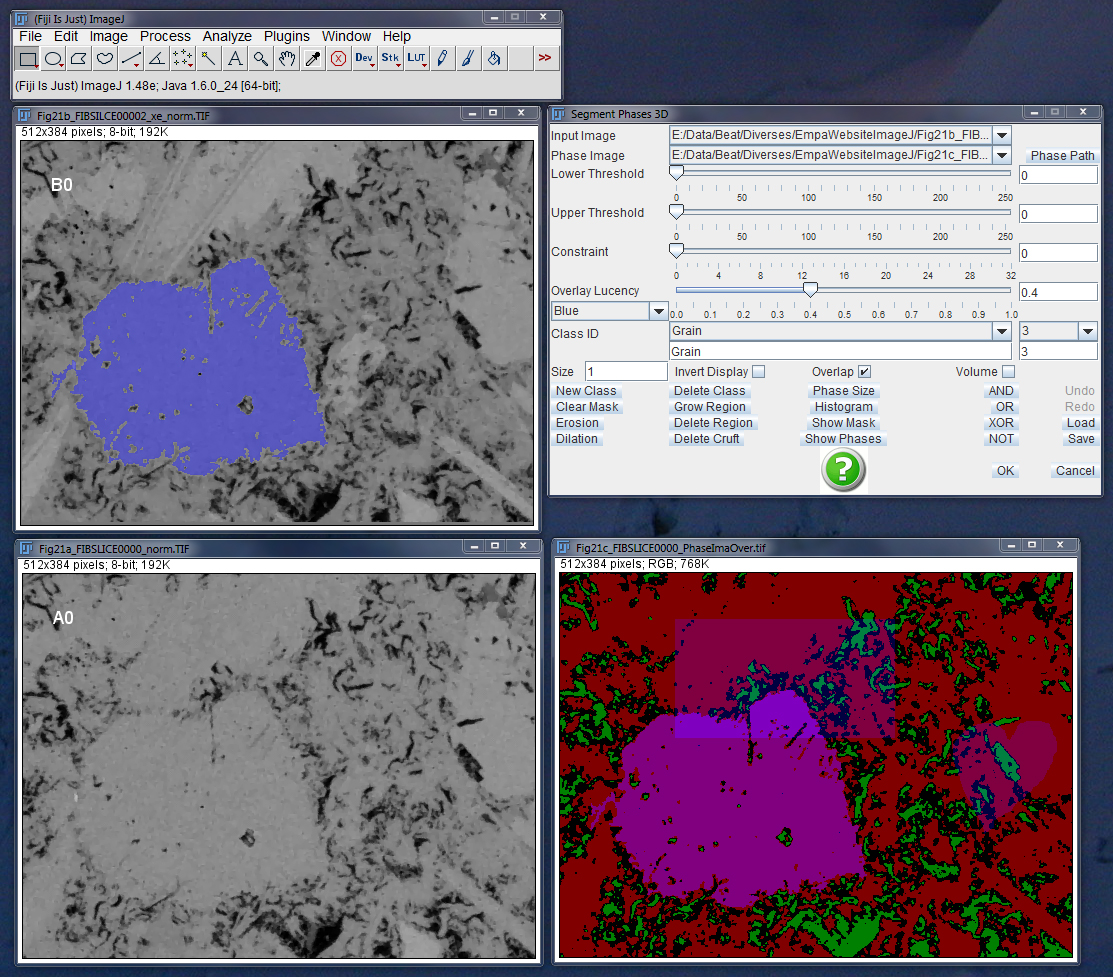 (Fiji Is Just) ImageJ
File Edit Image Process Analyze Plugins Window Help
A Dev Stk LUT >>
(Fiji Is Just) ImageJ 1.48e; Java 1.6.0_24 [64-bit];
Fig21b_FIBSILCE00002_xe_norm.TIF
512x384 pixels; 8-bit; 192K
B0
Segment Phases 3D
Input Image E:/Data/Beat/Diverses/EmpaWebsiteImageJ/Fig21b_FIB...
Phase Image E:/Data/Beat/Diverses/EmpaWebsiteImageJ/Fig21c_FIB... Phase Path
Lower Threshold 0
0 50 100 150 200 250
Upper Threshold 0
0 50 100 150 200 250
Constraint 0
0 4 8 12 16 20 24 28 32
Overlay Lucency 0.4
Blue 0.0 0.1 0.2 0.3 0.4 0.5 0.6 0.7 0.8 0.9 1.0
Class ID Grain 3
Grain 3
Size 1 Invert Display Overlap Volume
New Class Delete Class Phase Size AND Undo
Clear Mask Grow Region Histogram OR Redo
Erosion Delete Region Show Mask XOR Load
Dilation Delete Cruft Show Phases NOT Save
? OK Cancel
Fig21a_FIBSLICE0000_norm.TIF
512x384 pixels; 8-bit; 192K
A0
Fig21c_FIBSLICE0000_PhaseImaOver.tif
512x384 pixels; RGB; 768K